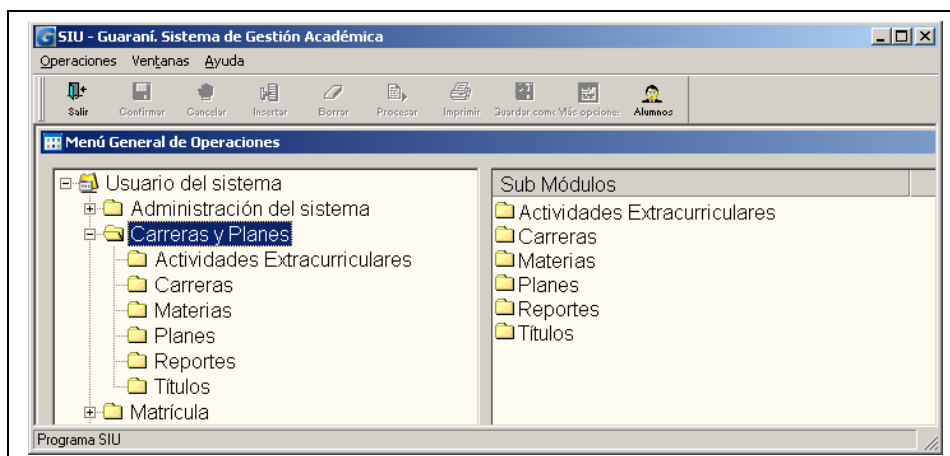 SIU - Guaraní. Sistema de Gestión Académica
Operaciones Ventanas Ayuda
Salir Confirmar Cancelar Insertar Borrar Procesar Imprimir Guardar como Más opciones Alumnos
Menú General de Operaciones
Usuario del sistema
Administración del sistema
Carreras y Planes
Actividades Extracurriculares
Carreras
Materias
Planes
Reportes
Títulos
Matrícula
Sub Módulos
Actividades Extracurriculares
Carreras
Materias
Planes
Reportes
Títulos
Programa SIU